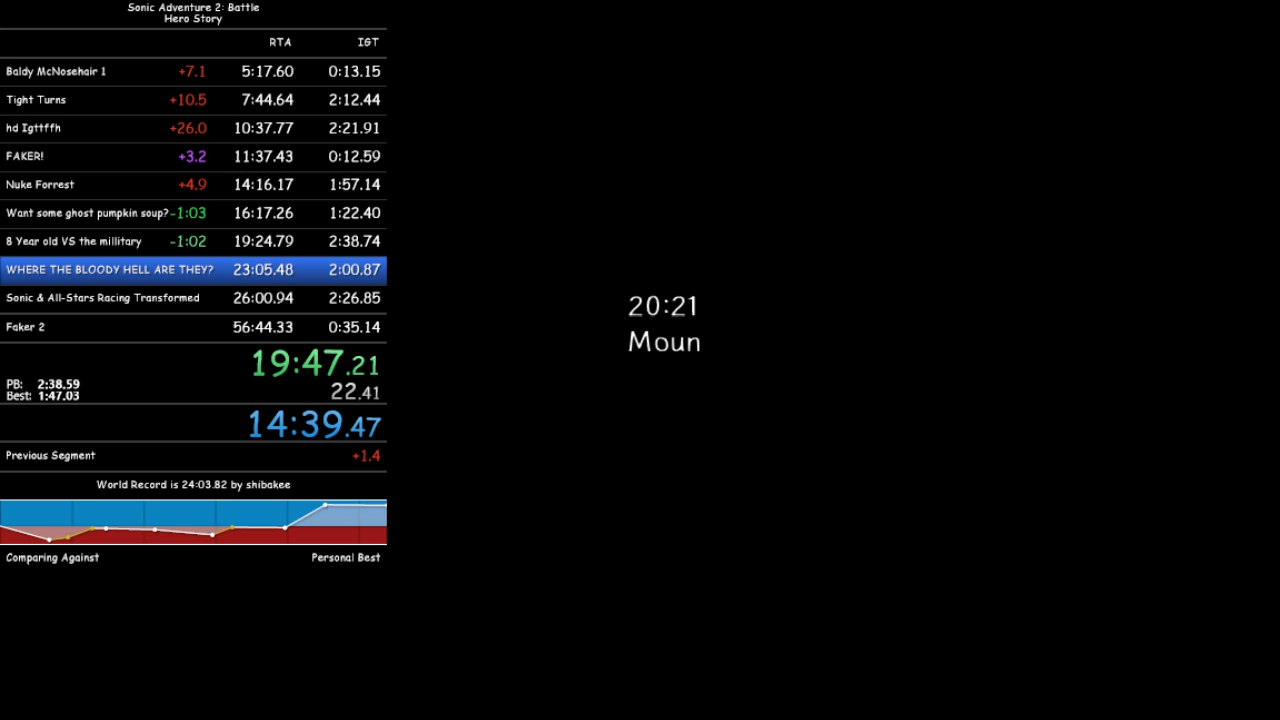 Sonic Adventure 2: Battle
Hero Story
RTA IGT
Baldy McNosehair 1 +7.1 5:17.60 0:13.15
Tight Turns +10.5 7:44.64 2:12.44
hd Igttffh +26.0 10:37.77 2:21.91
FAKER! +3.2 11:37.43 0:12.59
Nuke Forrest +4.9 14:16.17 1:57.14
Want some ghost pumpkin soup? -1:03 16:17.26 1:22.40
8 Year old VS the millitary -1:02 19:24.79 2:38.74
WHERE THE BLOODY HELL ARE THEY? 23:05.48 2:00.87
Sonic & All-Stars Racing Transformed 26:00.94 2:26.85
Faker 2 56:44.33 0:35.14
19:47.21
PB: 2:38.59 22.41
Best: 1:47.03
14:39.47
Previous Segment +1.4
World Record is 24:03.82 by shibakee
Comparing Against Personal Best
20:21
Moun